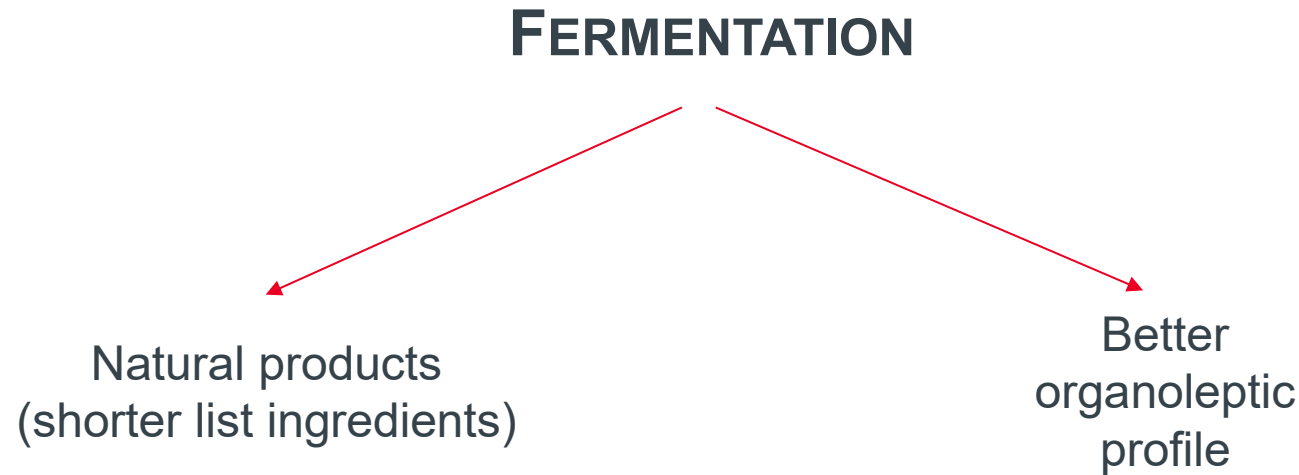 FERMENTATION
Natural products
(shorter list ingredients)
Better
organoleptic
profile